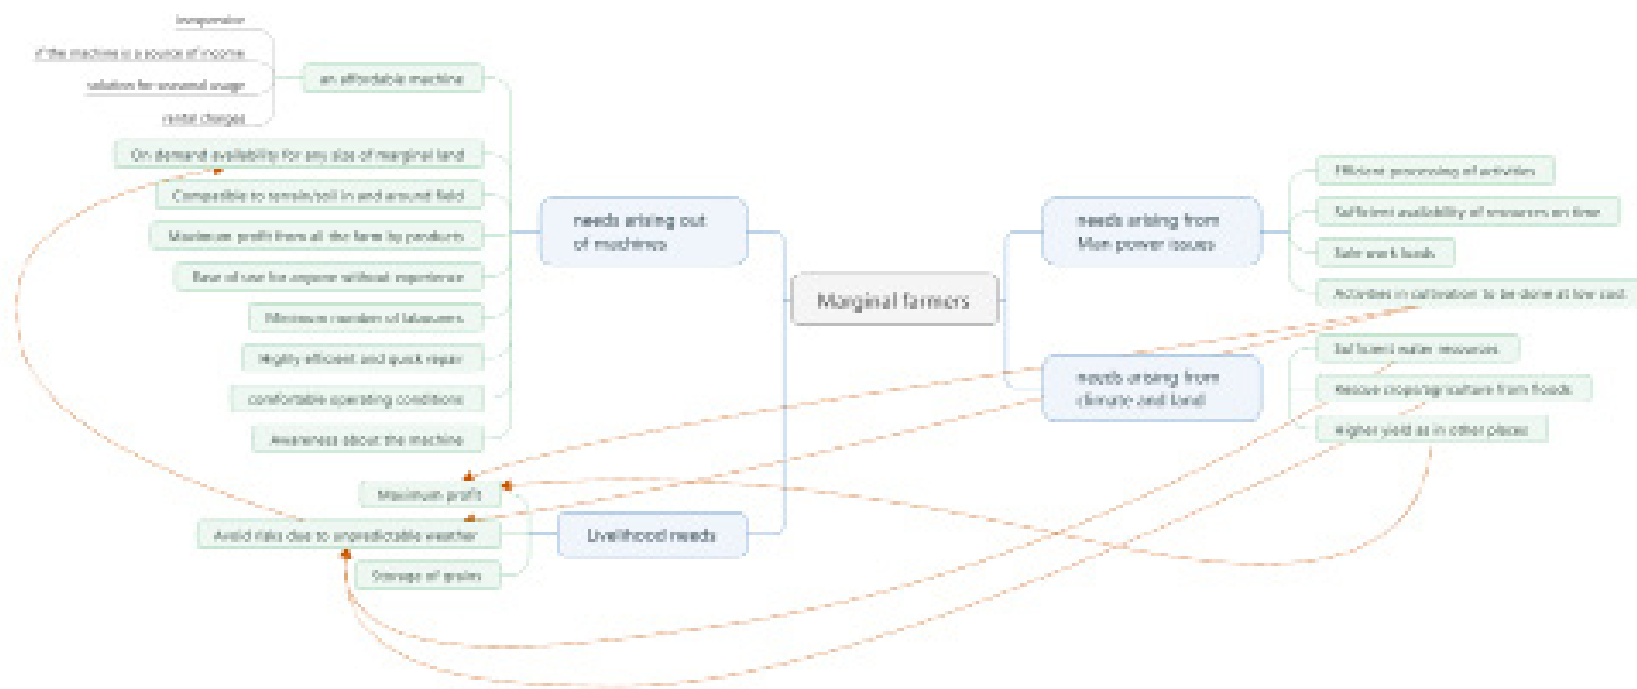 inexpensive
if the machine is a source of income
solution for seasonal usage
rental charges
an affordable machine
On demand availability for any size of marginal land
Compatible to terrain/soil in and around field
Maximum profit from all the farm by products
Ease of use for anyone without experience
Minimum number of labourers
Highly efficient and quick repair
comfortable operating conditions
Awareness about the machine
needs arising out
of machines
Maximum profit
Avoid risks due to unpredictable weather
Storage of grains
Livelihood needs
Marginal farmers
needs arising from
Man power issues
Efficient processing of activities
Sufficient availability of resources on time
Safe work loads
Activities in cultivation to be done at low cost
needs arising from
climate and land
Sufficient water resources
Rescue crops/agriculture from floods
Higher yield as in other places